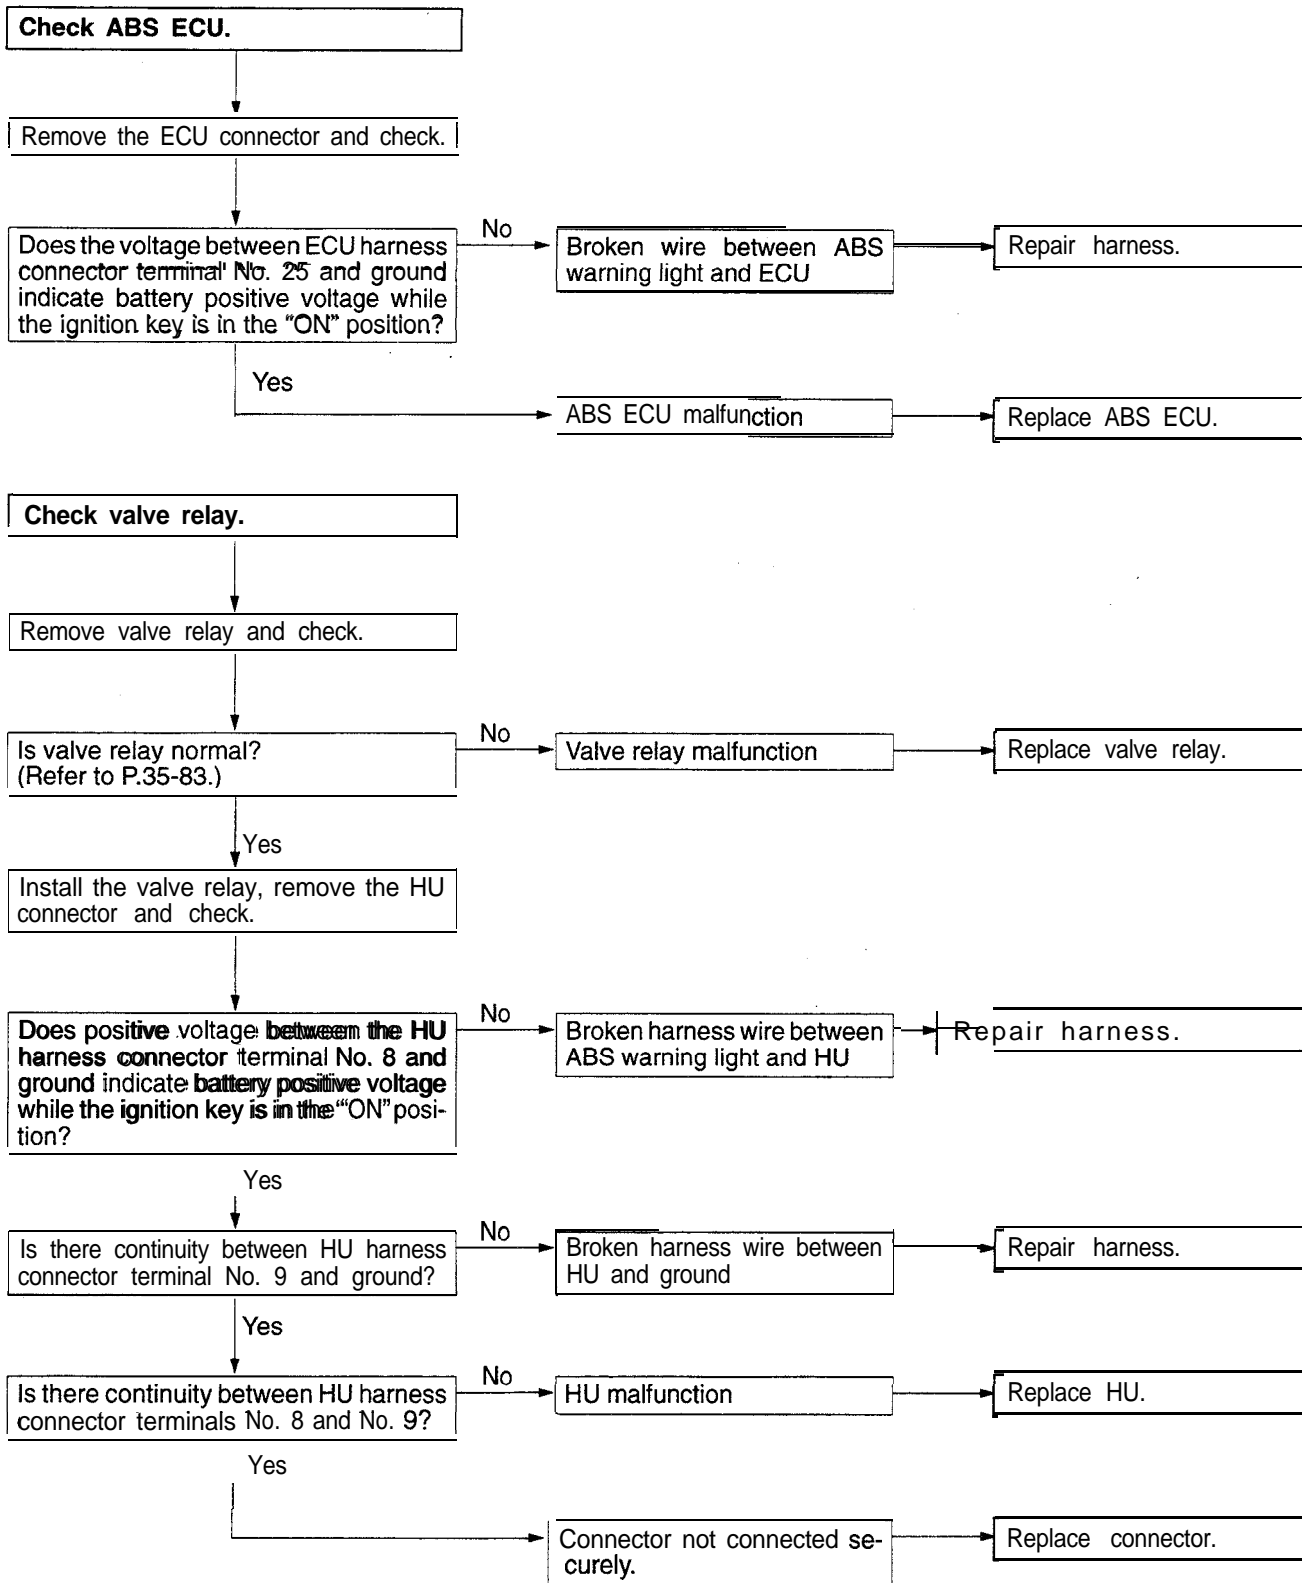 Check ABS ECU.
Remove the ECU connector and check.
Does the voltage between ECU harness
connector terminal No. 25 and ground
indicate battery positive voltage while
the ignition key is in the “ON” position?
No
Broken wire between ABS
warning light and ECU
Repair harness.
Yes
ABS ECU malfunction
Replace ABS ECU.
Check valve relay.
Remove valve relay and check.
Is valve relay normal?
(Refer to P.35-83.)
No
Valve relay malfunction
Replace valve relay.
Yes
Install the valve relay, remove the HU
connector and check.
Does positive voltage between the HU
harness connector terminal No. 8 and
ground indicate battery positive voltage
while the ignition key is in the “ON” posi-
tion?
No
Broken harness wire between
ABS warning light and HU
Repair harness.
Yes
Is there continuity between HU harness
connector terminal No. 9 and ground?
No
Broken harness wire between
HU and ground
Repair harness.
Yes
Is there continuity between HU harness
connector terminals No. 8 and No. 9?
No
HU malfunction
Replace HU.
Yes
Connector not connected se-
curely.
Replace connector.